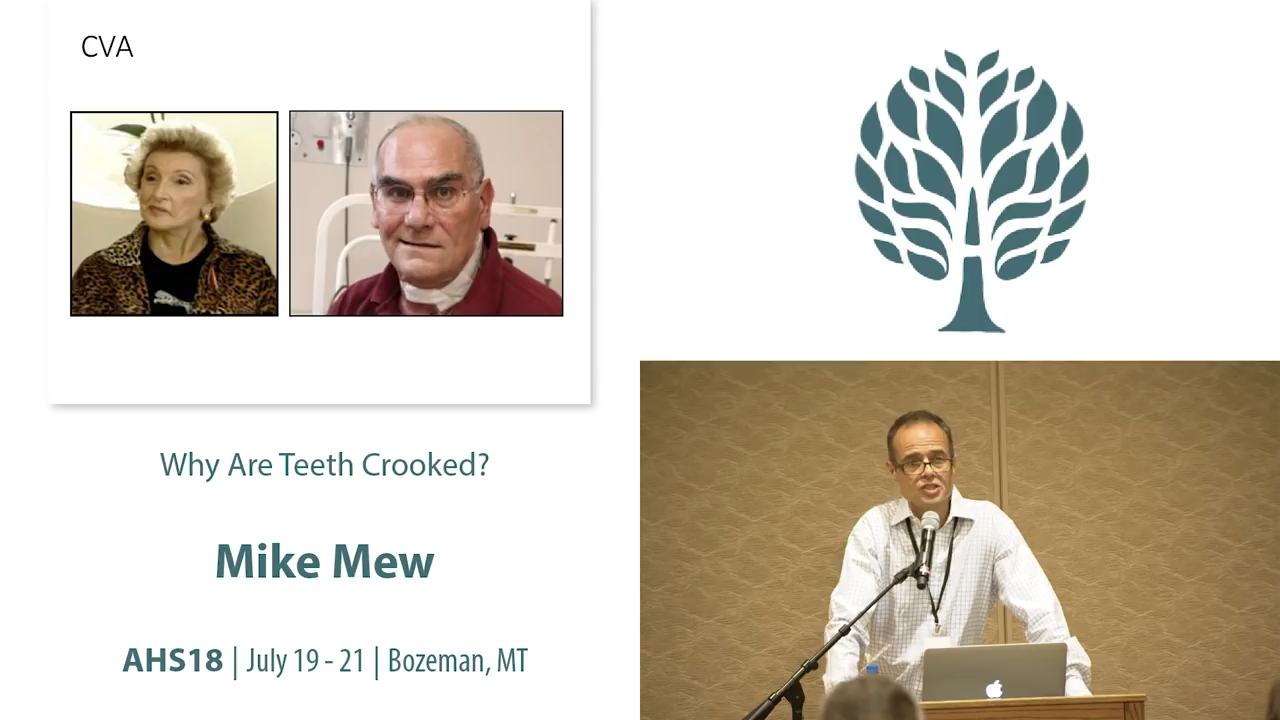 CVA
Why Are Teeth Crooked?
Mike Mew
AHS18 | July 19 - 21 | Bozeman, MT